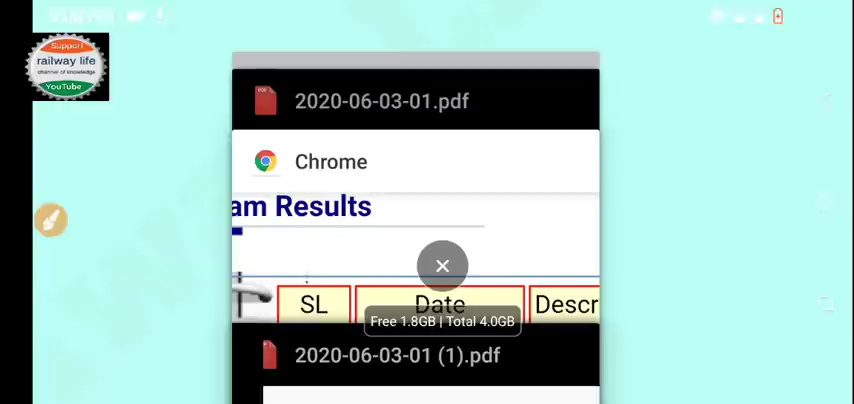 Support
railway life
channel of knowledge
YouTube
2020-06-03-01.pdf
Chrome
am Results
SL
Date
Descr
Free 1.8GB | Total 4.0GB
2020-06-03-01 (1).pdf